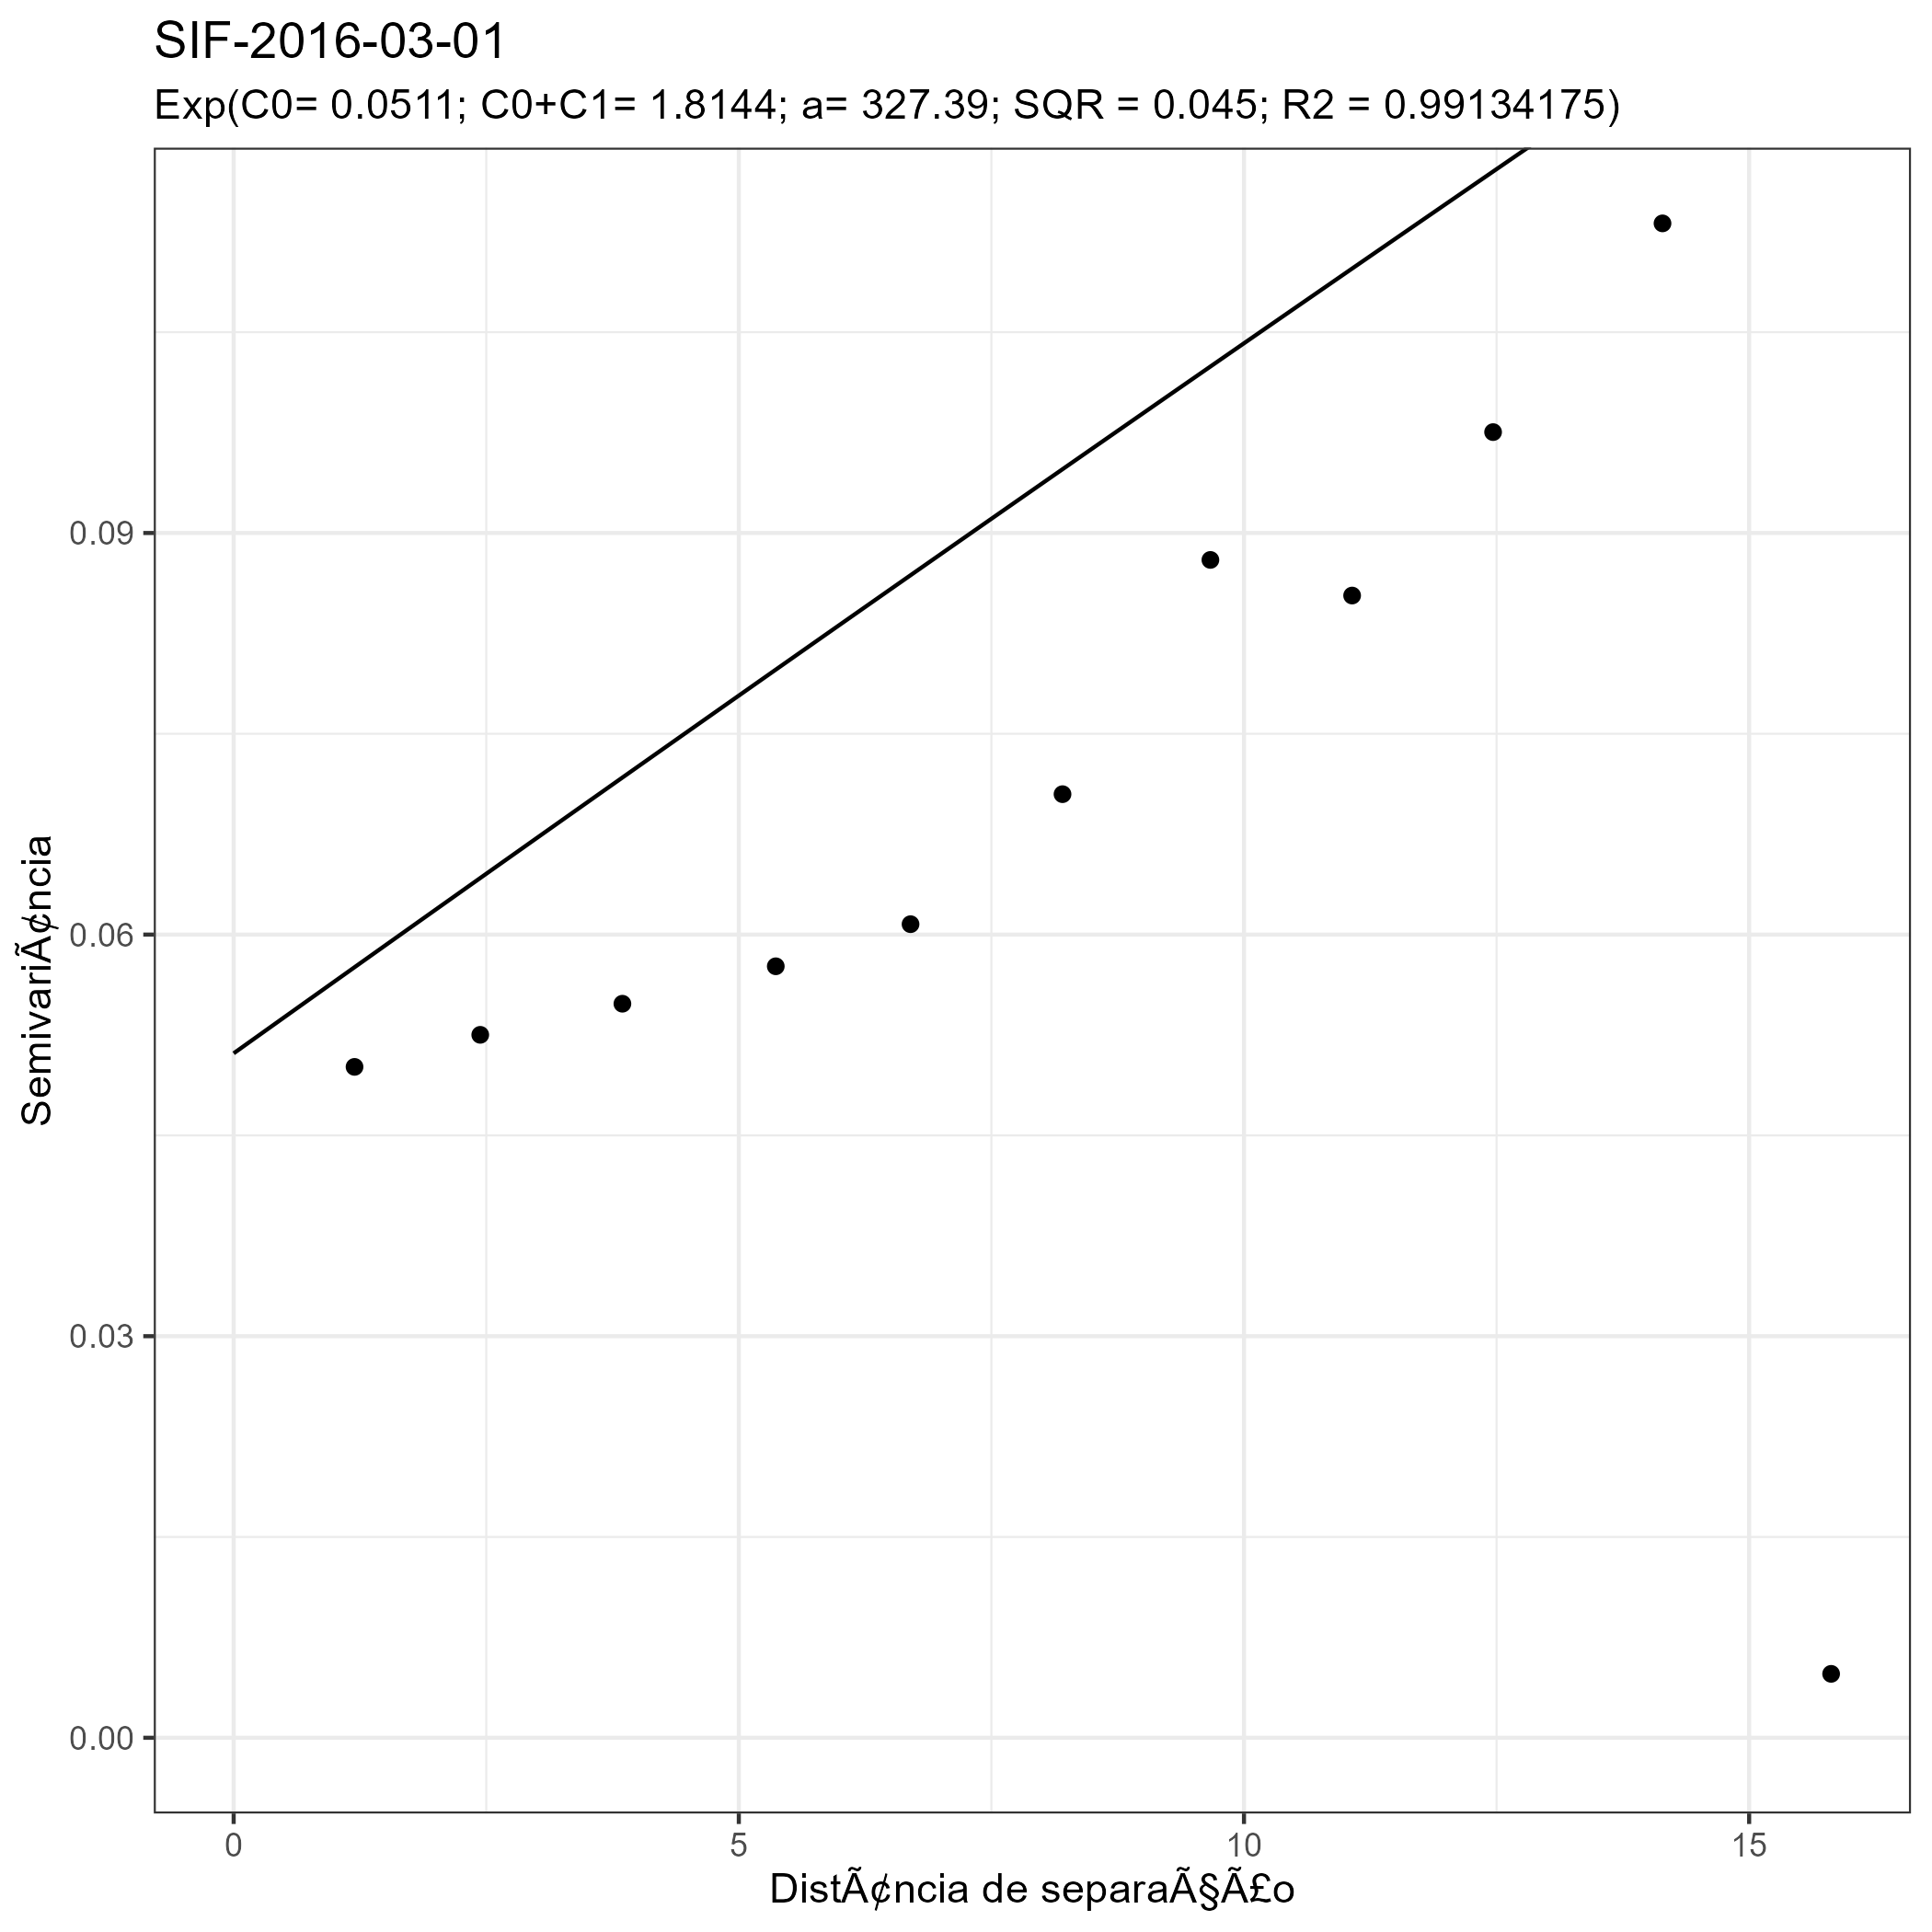 SIF-2016-03-01
Exp(C0= 0.0511; C0+C1= 1.8144; a= 327.39; SQR = 0.045; R2 = 0.99134175)
SemivariÃ¢ncia
0.09
0.06
0.03
0.00
0 5 10 15
DistÃ¢ncia de separaÃ§Ã£o